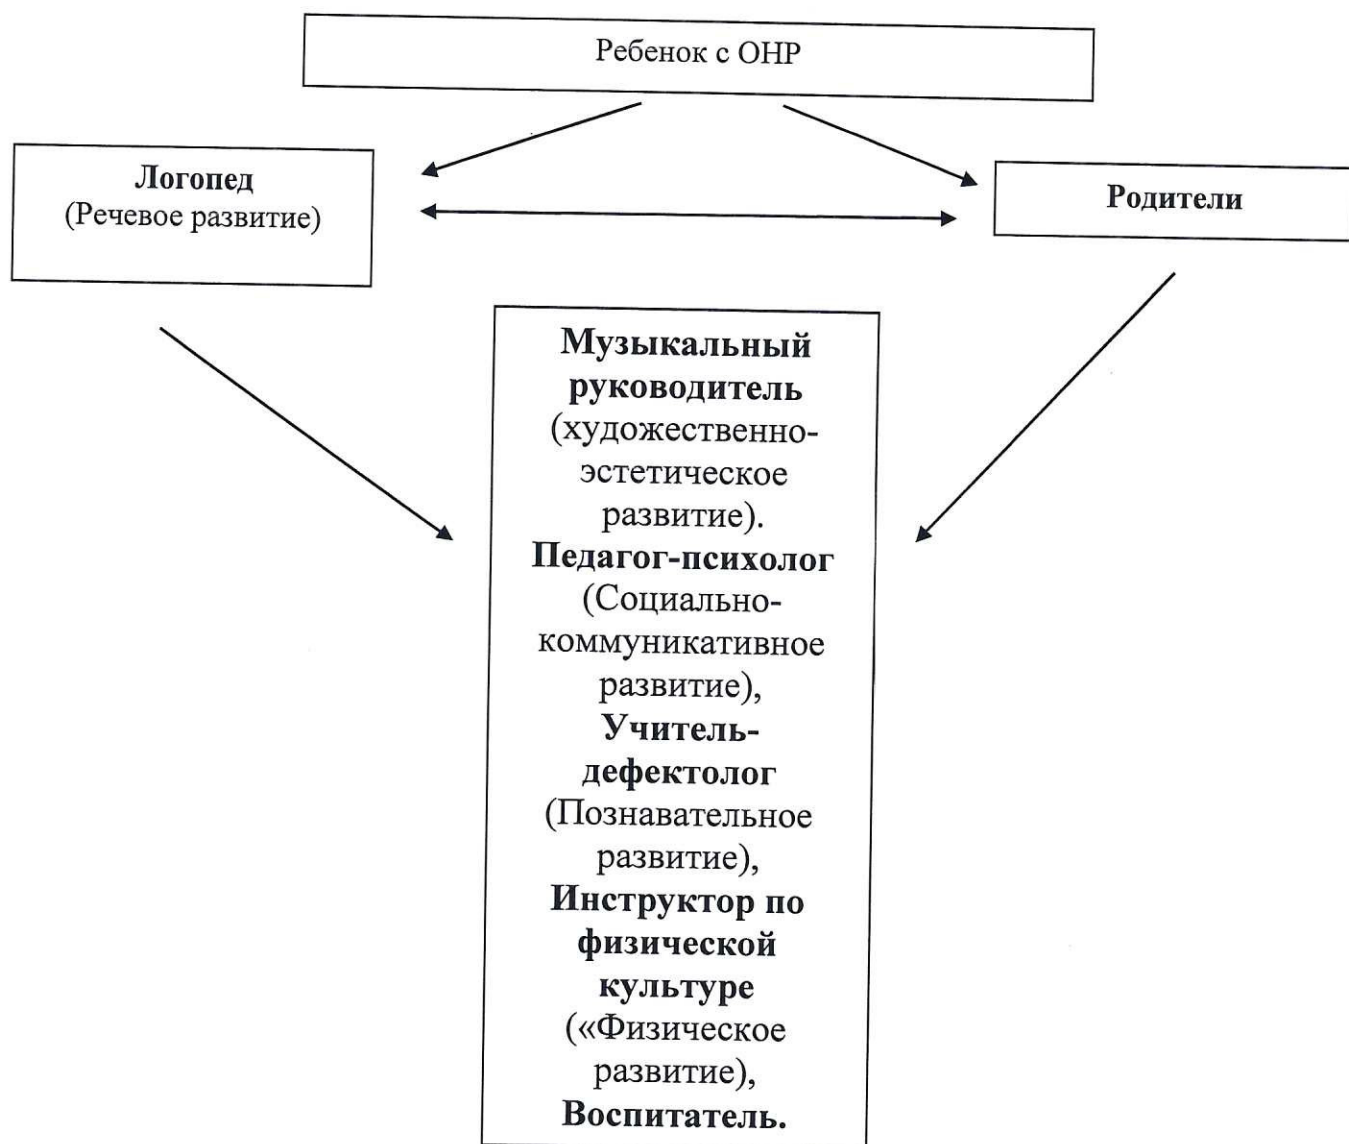 Ребенок с ОНР
Логопед
(Речевое развитие)
Родители
Музыкальный
руководитель
(художественно-
эстетическое
развитие).
Педагог-психолог
(Социально-
коммуникативное
развитие),
Учитель-
дефектолог
(Познавательное
развитие),
Инструктор по
физической
культуре
(«Физическое
развитие),
Воспитатель.